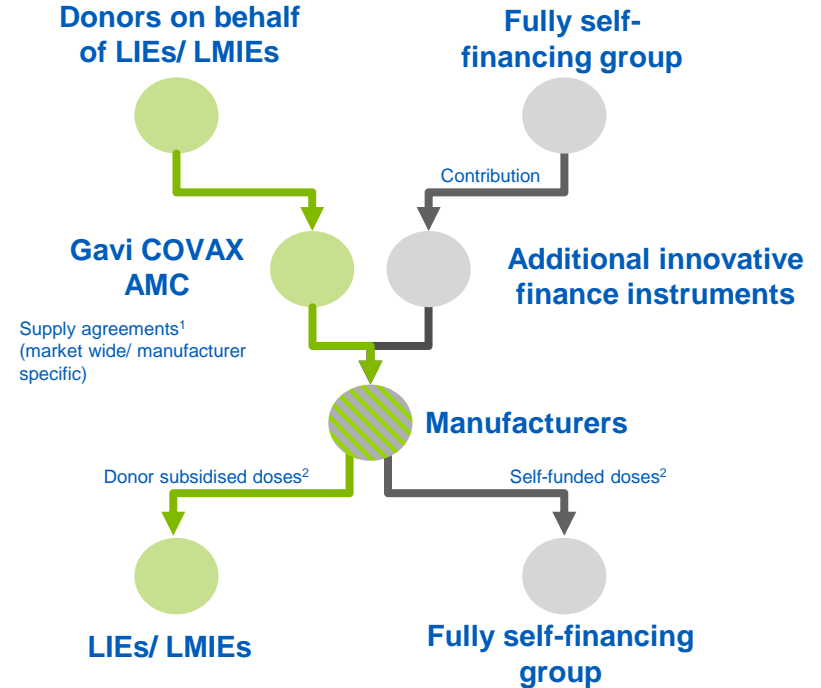 Donors on behalf
of LIEs/ LMIEs
Fully self-
financing group
Contribution
Gavi COVAX
AMC
Additional innovative
finance instruments
Supply agreements¹
(market wide/ manufacturer
specific)
Manufacturers
Donor subsidised doses²
Self-funded doses²
LIEs/ LMIEs
Fully self-financing
group